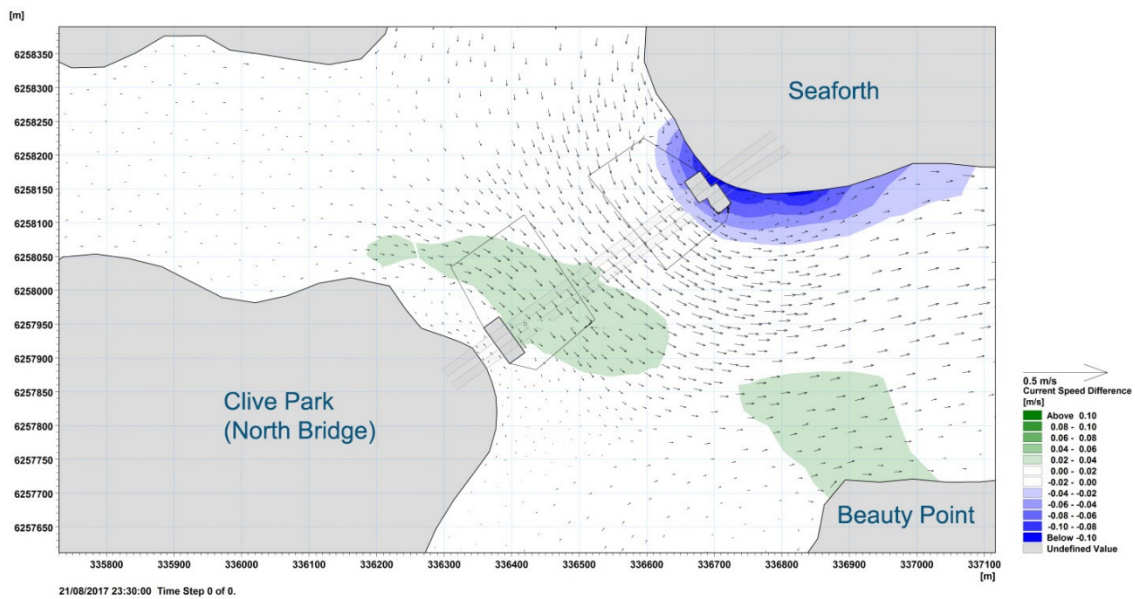 [m]
6258350
6258300
6258250
6258200
6258150
6258100
6258050
6258000
6257950
6257900
6257850
6257800
6257750
6257700
6257650
Seaforth
Clive Park
(North Bridge)
Beauty Point
335800 335900 336000 336100 336200 336300 336400 336500 336600 336700 336800 336900 337000 337100
[m]
0.5 m/s
Current Speed Difference
[m/s]
Above 0.10
0.08 - 0.10
0.06 - 0.08
0.04 - 0.06
0.02 - 0.04
0.00 - 0.02
-0.02 - 0.00
-0.04 - -0.02
-0.06 - -0.04
-0.08 - -0.06
-0.10 - -0.08
Below -0.10
Undefined Value
21/08/2017 23:30:00 Time Step 0 of 0.